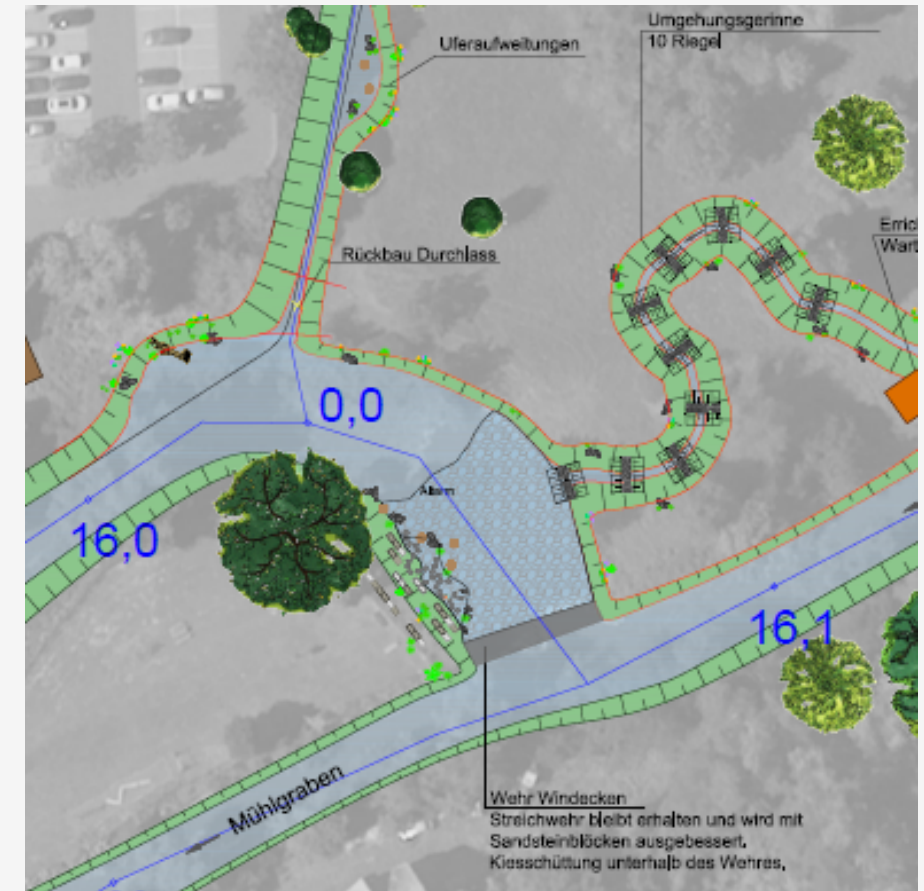 Uferaufweitungen
Umgehungsgerinne
10 Riegel
Rückbau Durchlass
0,0
16,0
16,1
Mühlgraben
Wehr Windecken
Streichwehr bleibt erhalten und wird mit
Sandsteinblöcken ausgebessert.
Kiesschüttung unterhalb des Wehres,